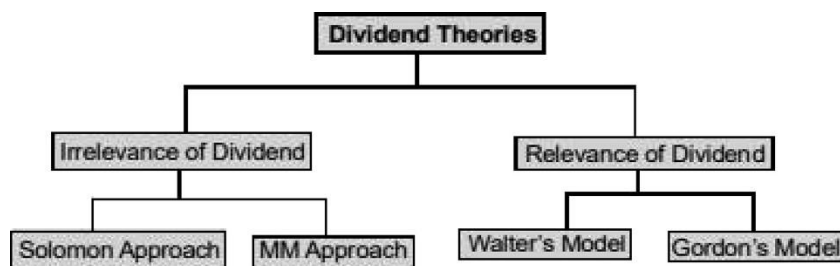 Dividend Theories
Irrelevance of Dividend
Relevance of Dividend
Solomon Approach
MM Approach
Walter's Model
Gordon's Model